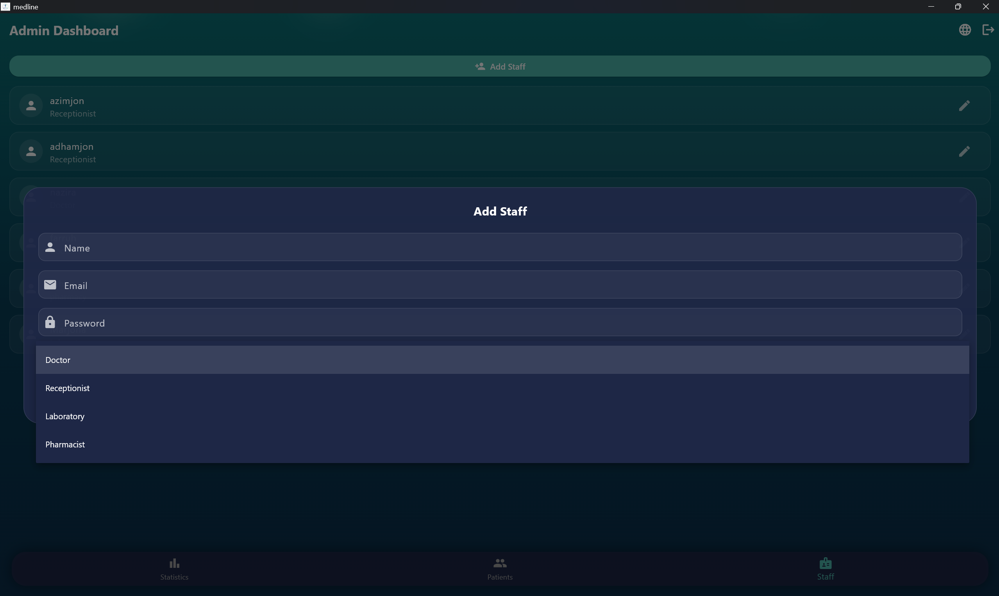 medline
Admin Dashboard
Add Staff
azimjon
Receptionist
adhamjon
Receptionist
nazira
Add Staff
Name
Email
Password
Doctor
Receptionist
Laboratory
Pharmacist
Statistics
Patients
Staff